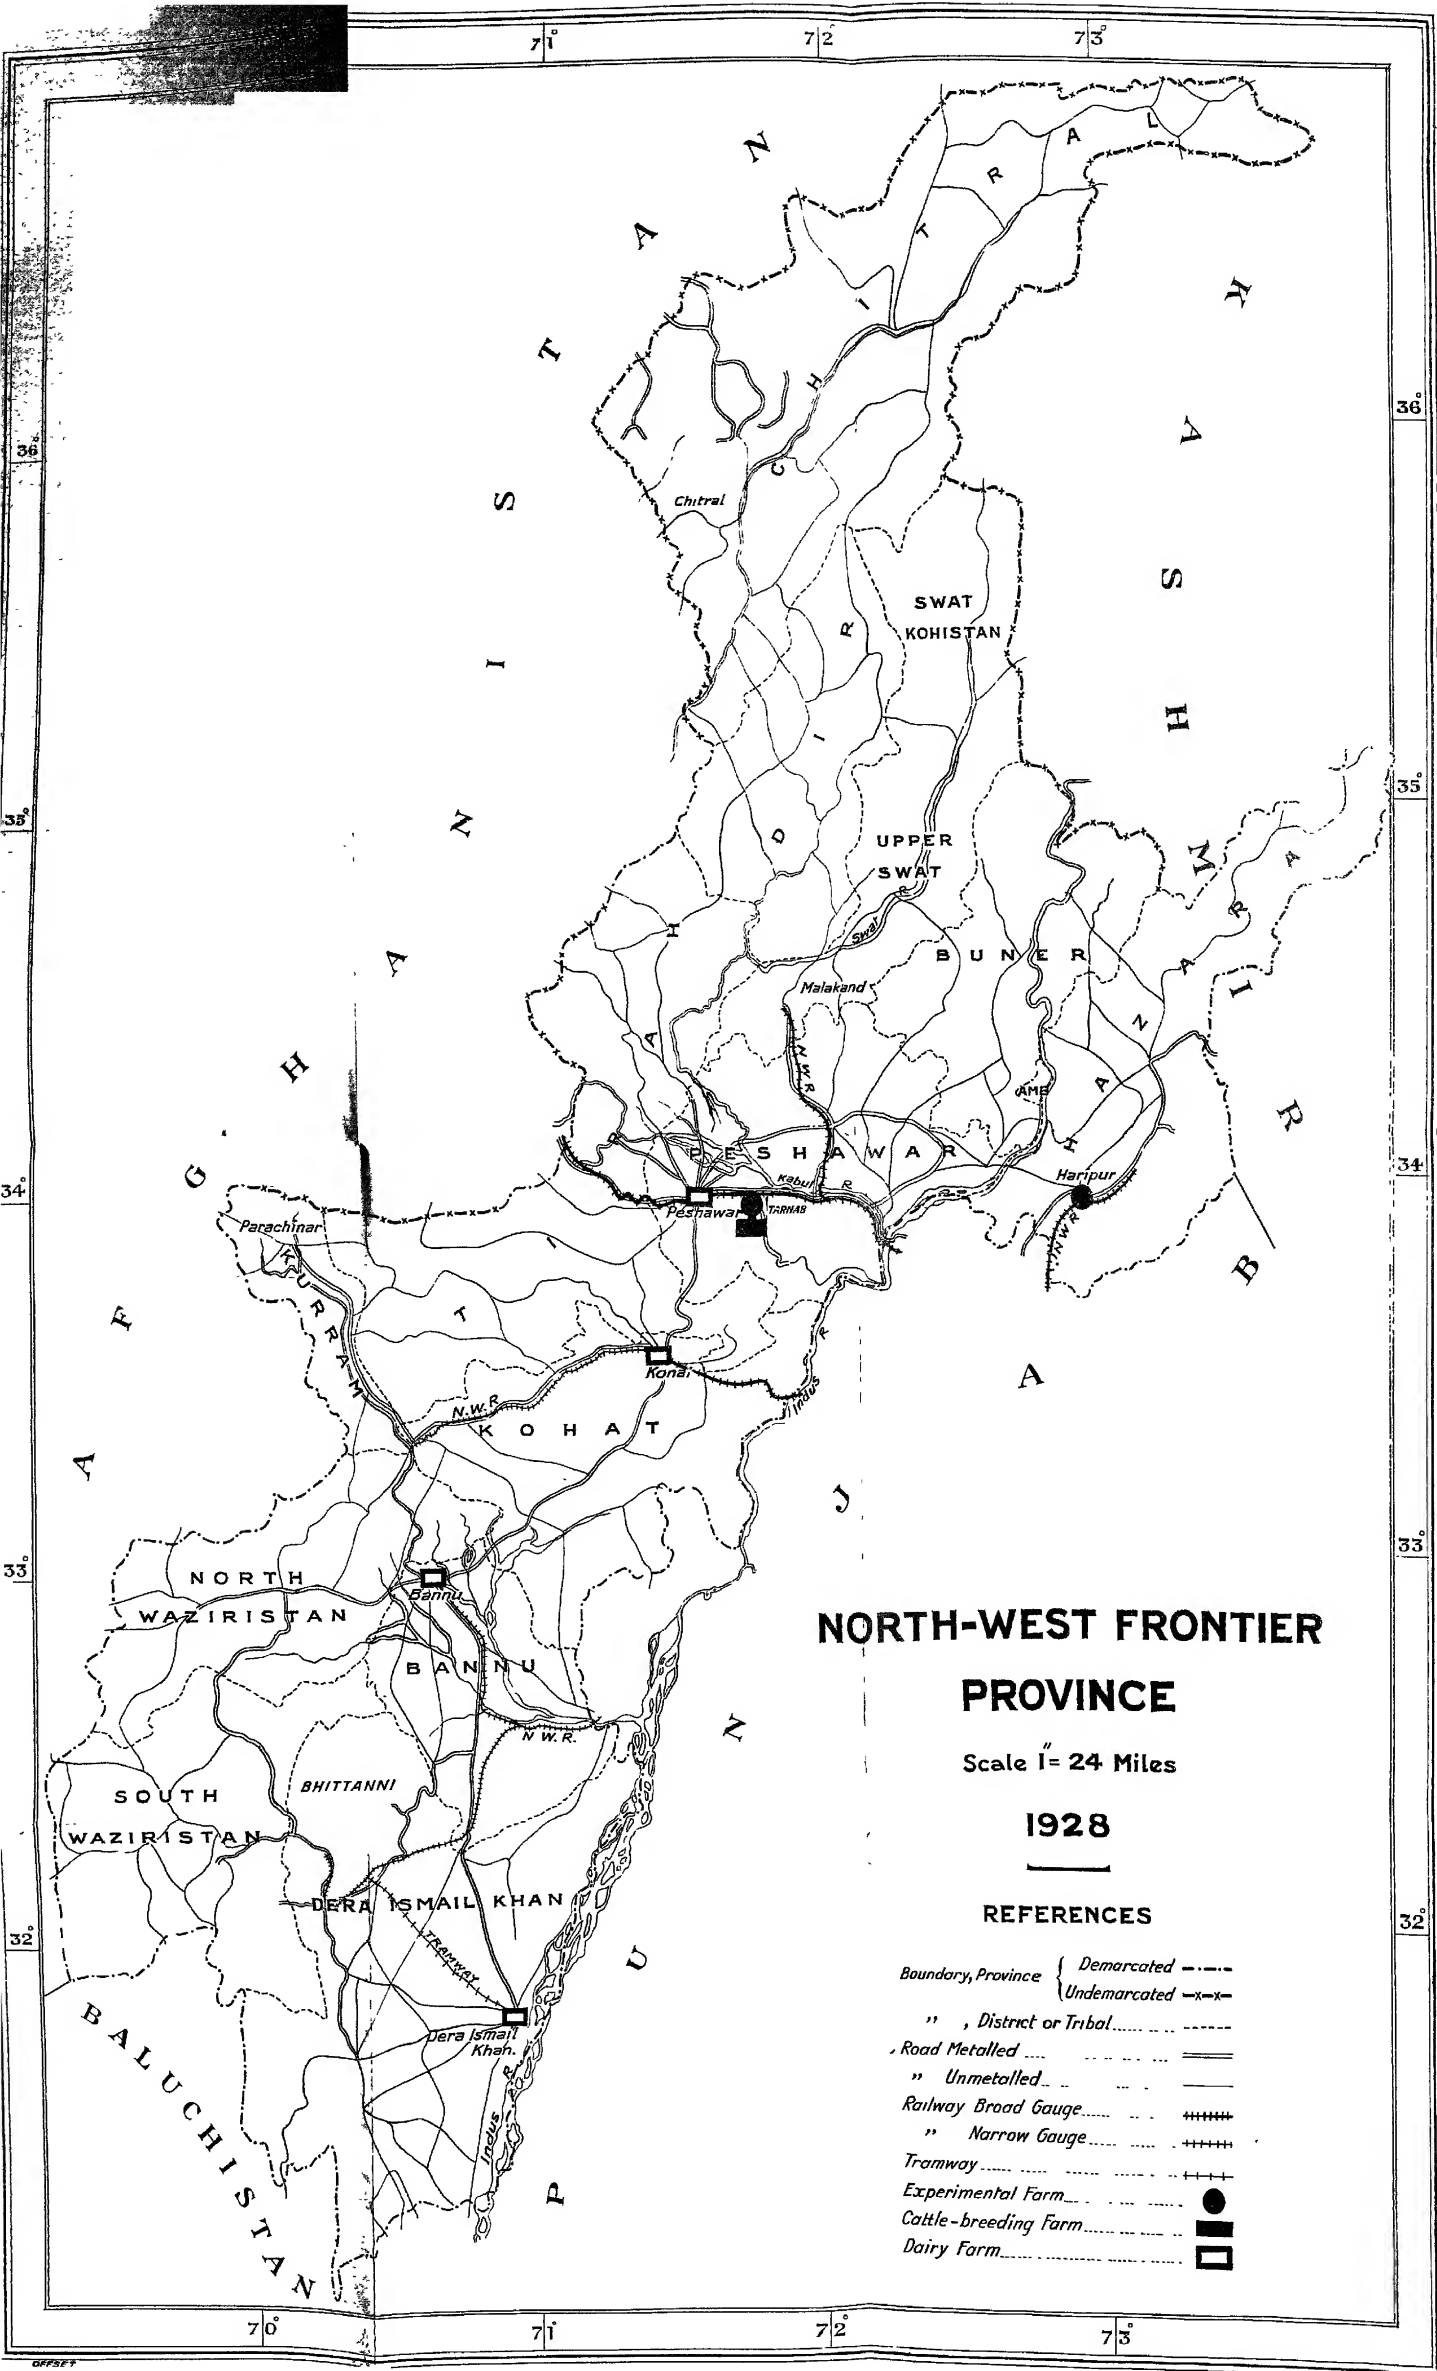 71°
72°
73°
AFGHANISTAN
KASHMIR
CHITRAL
36°
36°
Chitral
SWAT
KOHISTAN
DIR
35°
35°
UPPER
SWAT
Swat R
BUNER
HAZARA
Malakand
N.W.R
AMB
34°
34°
PESHAWAR
Haripur
Kabul R
Peshawar
TARNAB
N.W.R
Parachinar
KURRAM
Indus R
N.W.R
KOHAT
PUNJAB
33°
33°
NORTH
WAZIRISTAN
Bannu
BANNU
N.W.R.
BHITTANNI
SOUTH
WAZIRISTAN
DERA ISMAIL KHAN
TRAMWAY
32°
32°
Dera Ismail
Khan.
Indus R
BALUCHISTAN
NORTH-WEST FRONTIER
PROVINCE
Scale 1"= 24 Miles
1928
REFERENCES
Boundary, Province { Demarcated
Undemarcated
" , District or Tribal
Road Metalled
" Unmetalled
Railway Broad Gauge
" Narrow Gauge
Tramway
Experimental Farm
Cattle-breeding Farm
Dairy Farm
70°
71°
72°
73°
OFFSET